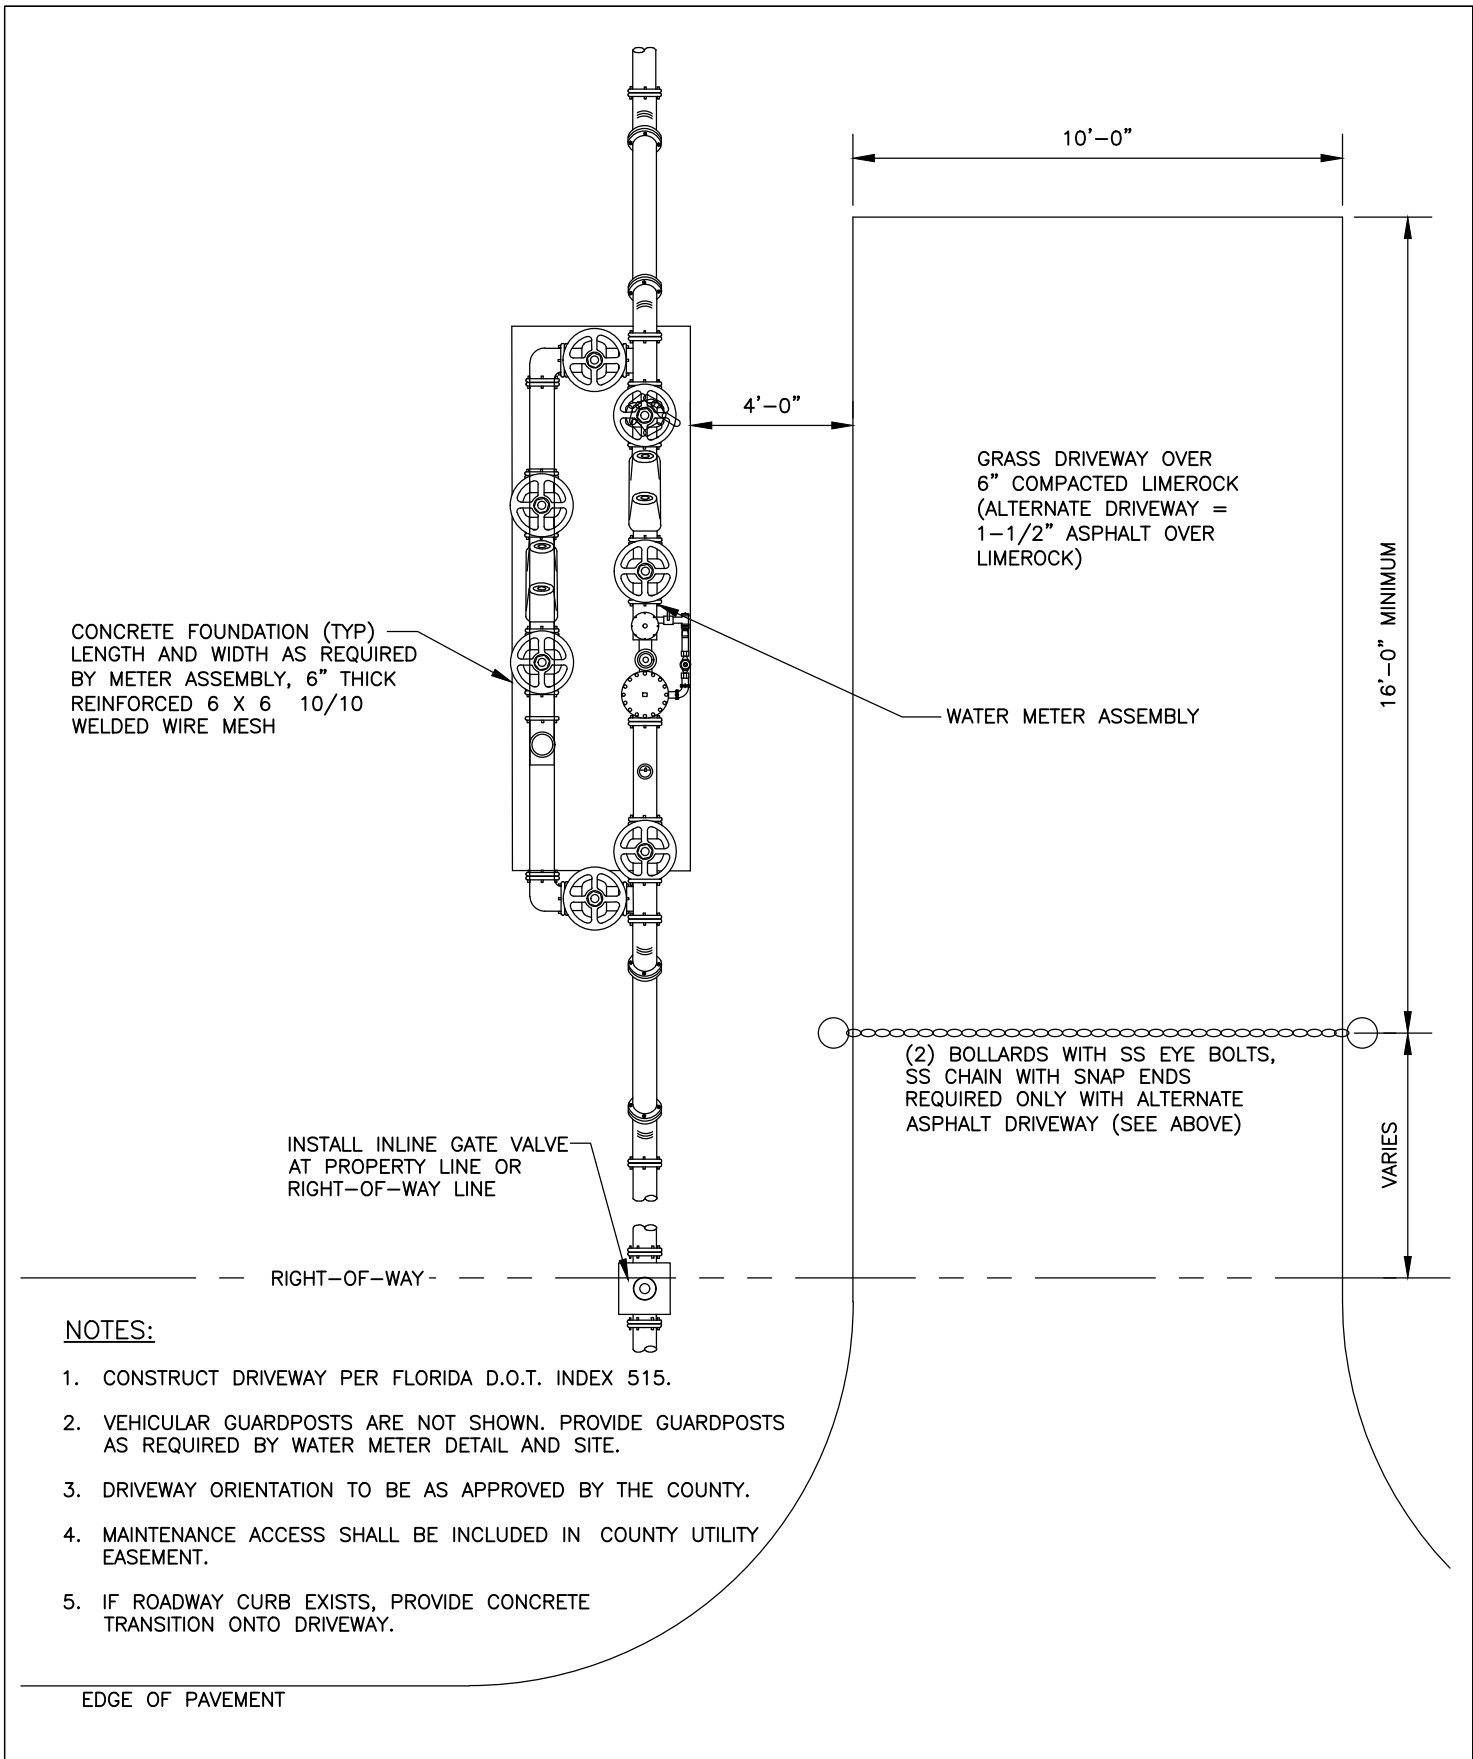 10'-0"
4'-0"
GRASS DRIVEWAY OVER
6" COMPACTED LIMEROCK
(ALTERNATE DRIVEWAY =
1-1/2" ASPHALT OVER
LIMEROCK)
16'-0" MINIMUM
CONCRETE FOUNDATION (TYP)
LENGTH AND WIDTH AS REQUIRED
BY METER ASSEMBLY, 6" THICK
REINFORCED 6 X 6 10/10
WELDED WIRE MESH
WATER METER ASSEMBLY
(2) BOLLARDS WITH SS EYE BOLTS,
SS CHAIN WITH SNAP ENDS
REQUIRED ONLY WITH ALTERNATE
ASPHALT DRIVEWAY (SEE ABOVE)
VARIES
INSTALL INLINE GATE VALVE
AT PROPERTY LINE OR
RIGHT-OF-WAY LINE
RIGHT-OF-WAY
NOTES:
1. CONSTRUCT DRIVEWAY PER FLORIDA D.O.T. INDEX 515.
2. VEHICULAR GUARDPOSTS ARE NOT SHOWN. PROVIDE GUARDPOSTS
AS REQUIRED BY WATER METER DETAIL AND SITE.
3. DRIVEWAY ORIENTATION TO BE AS APPROVED BY THE COUNTY.
4. MAINTENANCE ACCESS SHALL BE INCLUDED IN COUNTY UTILITY
EASEMENT.
5. IF ROADWAY CURB EXISTS, PROVIDE CONCRETE
TRANSITION ONTO DRIVEWAY.
EDGE OF PAVEMENT